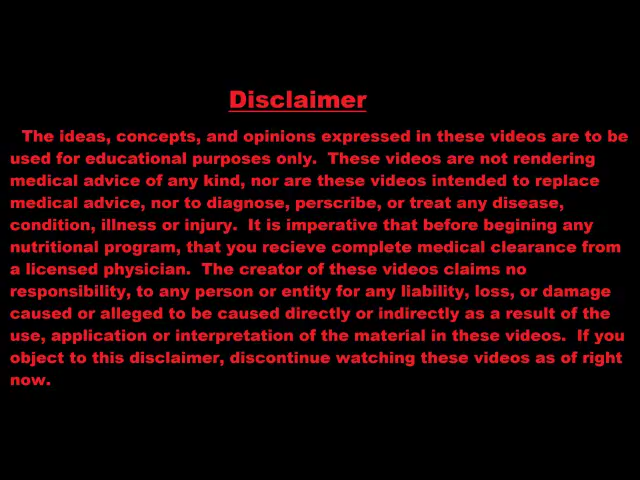 Disclaimer
The ideas, concepts, and opinions expressed in these videos are to be
used for educational purposes only.  These videos are not rendering
medical advice of any kind, nor are these videos intended to replace
medical advice, nor to diagnose, perscribe, or treat any disease,
condition, illness or injury.  It is imperative that before begining any
nutritional program, that you recieve complete medical clearance from
a licensed physician.  The creator of these videos claims no
responsibility, to any person or entity for any liability, loss, or damage
caused or alleged to be caused directly or indirectly as a result of the
use, application or interpretation of the material in these videos.  If you
object to this disclaimer, discontinue watching these videos as of right
now.